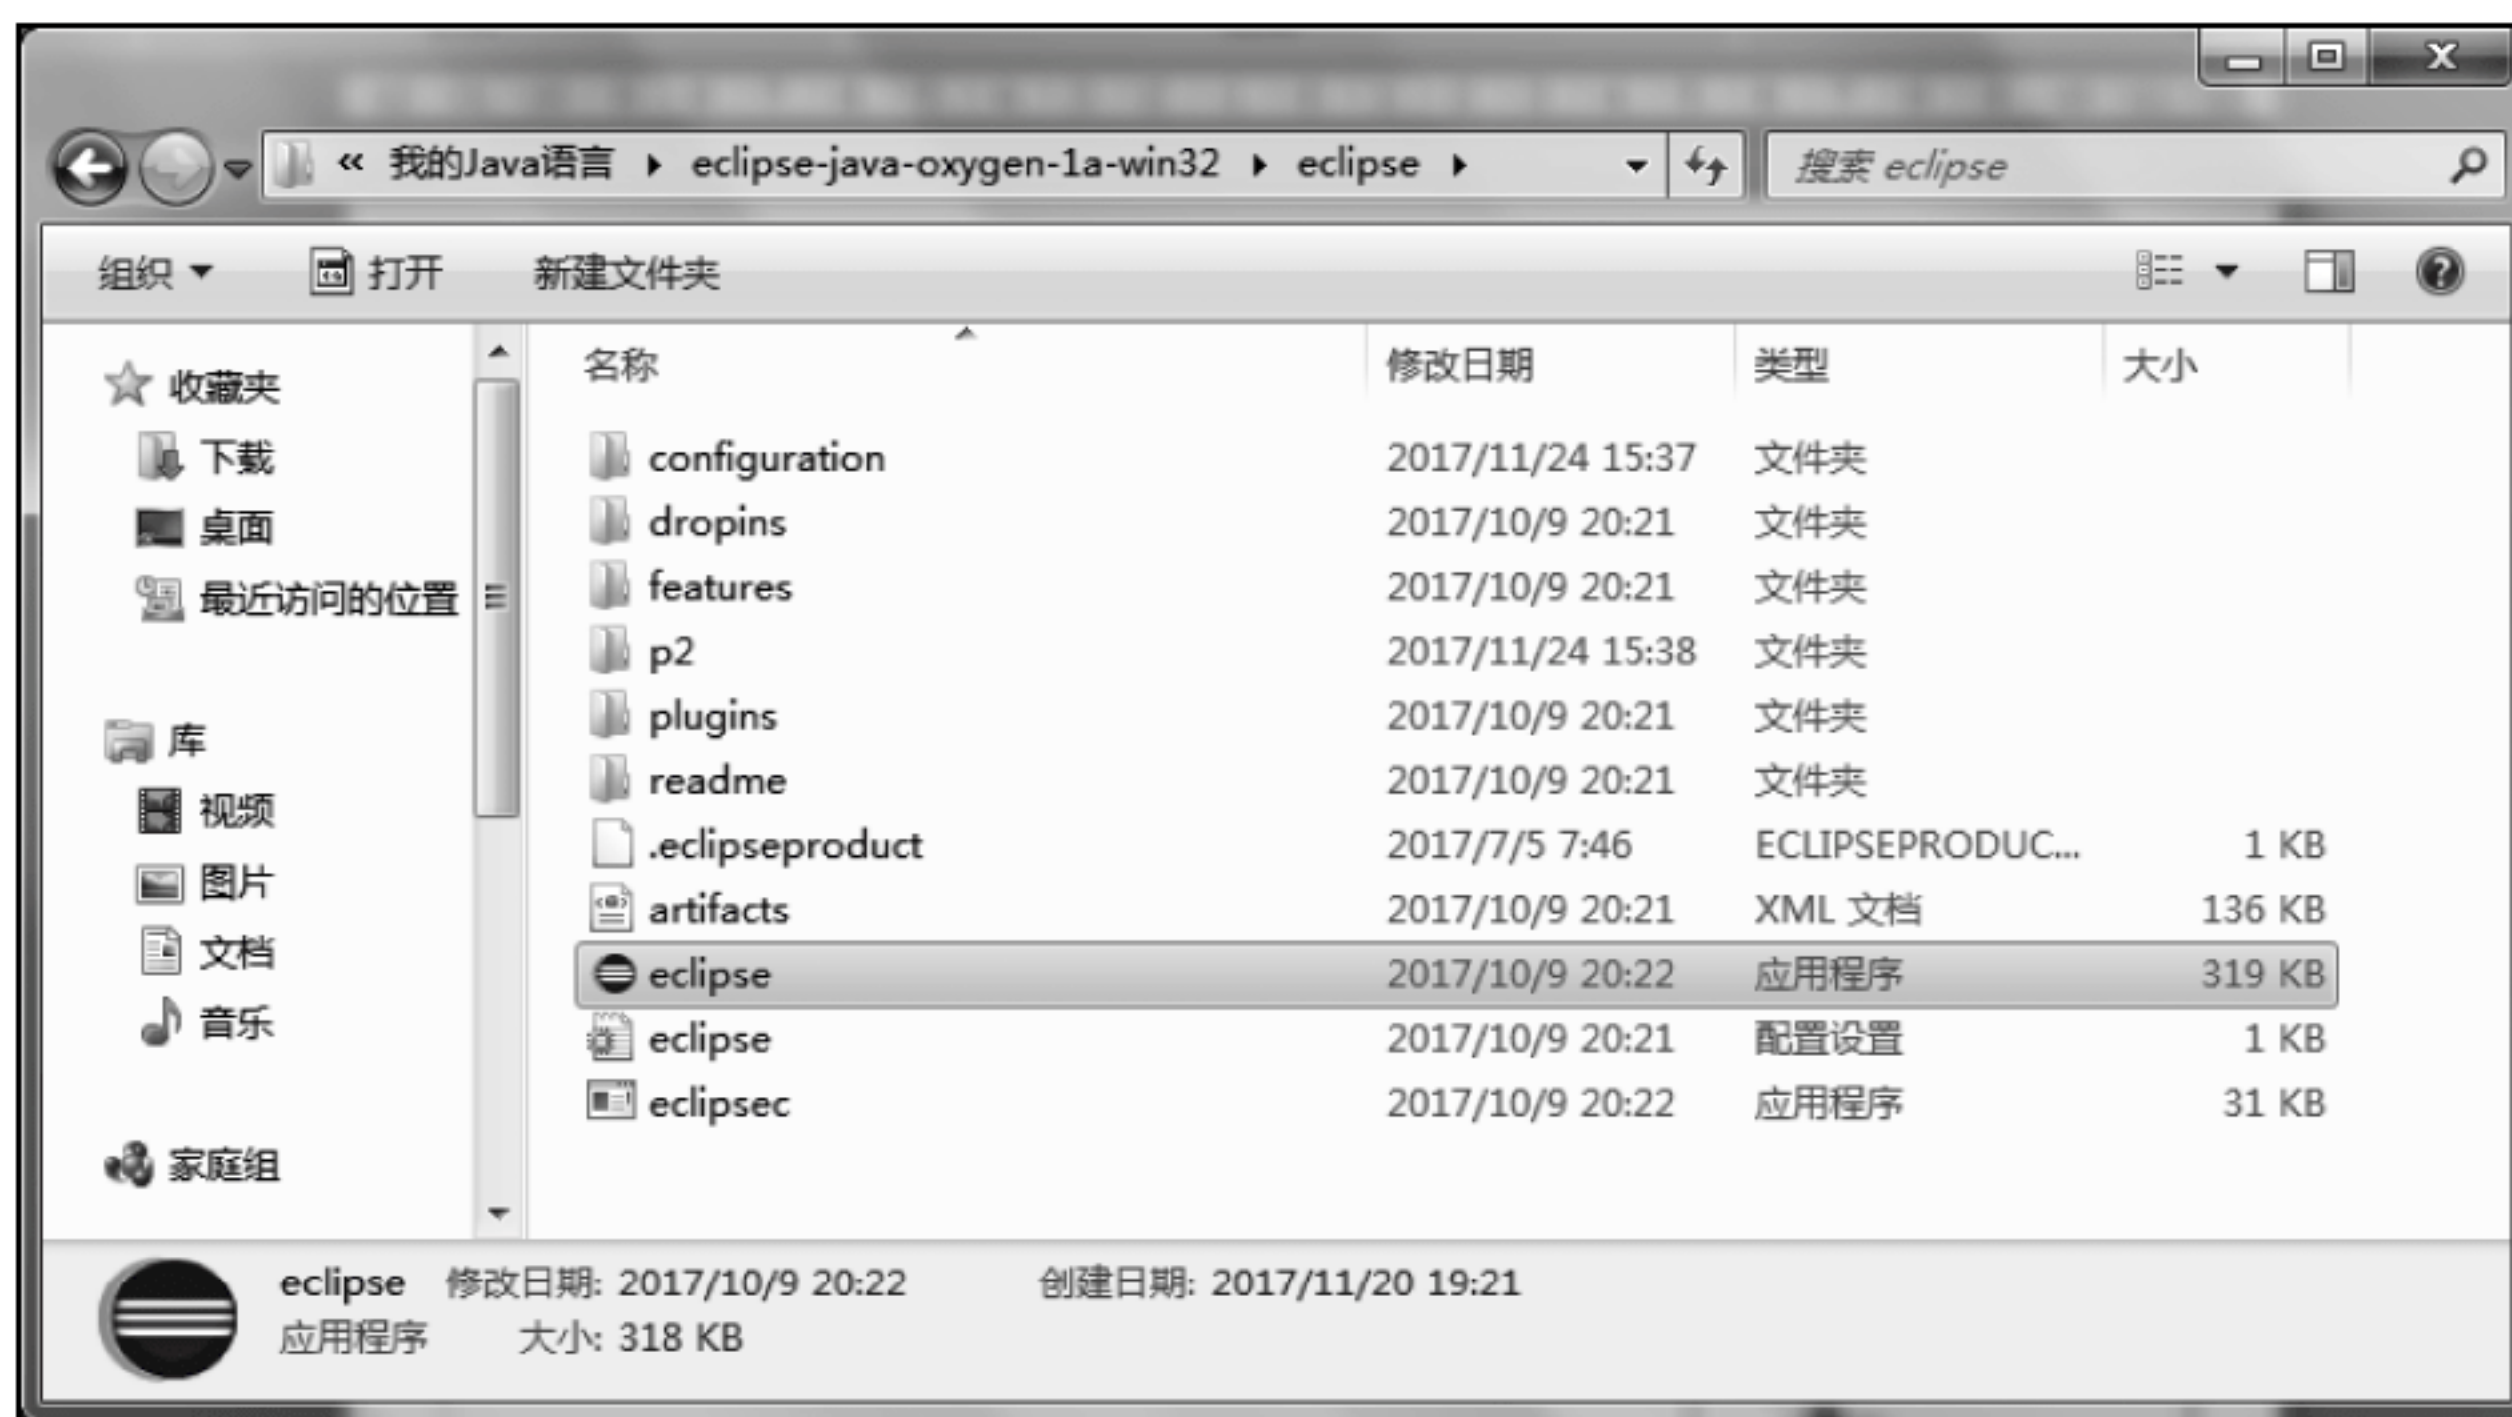 « 我的Java语言 eclipse-java-oxygen-1a-win32 eclipse 搜索 eclipse
组织 打开 新建文件夹
收藏夹
下载
桌面
最近访问的位置
库
视频
图片
文档
音乐
家庭组
名称 修改日期 类型 大小
configuration 2017/11/24 15:37 文件夹
dropins 2017/10/9 20:21 文件夹
features 2017/10/9 20:21 文件夹
p2 2017/11/24 15:38 文件夹
plugins 2017/10/9 20:21 文件夹
readme 2017/10/9 20:21 文件夹
.eclipseproduct 2017/7/5 7:46 ECLIPSEPRODUC... 1 KB
artifacts 2017/10/9 20:21 XML 文档 136 KB
eclipse 2017/10/9 20:22 应用程序 319 KB
eclipse 2017/10/9 20:21 配置设置 1 KB
eclipsec 2017/10/9 20:22 应用程序 31 KB
eclipse 修改日期: 2017/10/9 20:22 创建日期: 2017/11/20 19:21
应用程序 大小: 318 KB